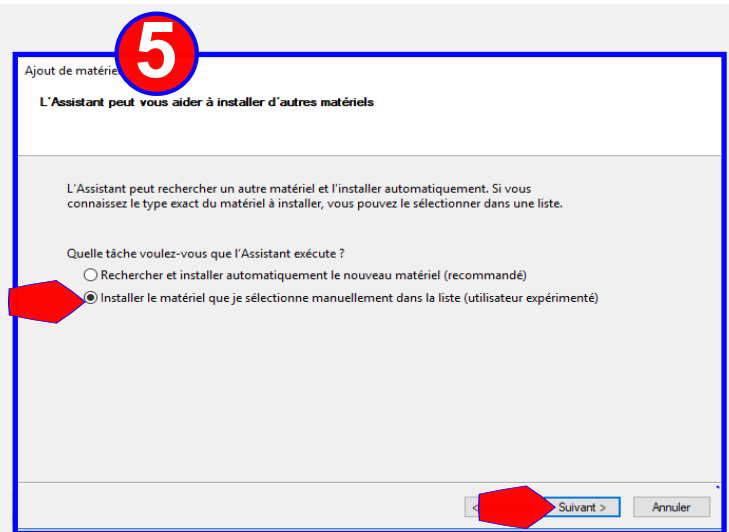 5
Ajout de matérie
L'Assistant peut vous aider à installer d'autres matériels
L'Assistant peut rechercher un autre matériel et l'installer automatiquement. Si vous
connaissez le type exact du matériel à installer, vous pouvez le sélectionner dans une liste.
Quelle tâche voulez-vous que l'Assistant exécute ?
Rechercher et installer automatiquement le nouveau matériel (recommandé)
Installer le matériel que je sélectionne manuellement dans la liste (utilisateur expérimenté)
< Suivant > Annuler